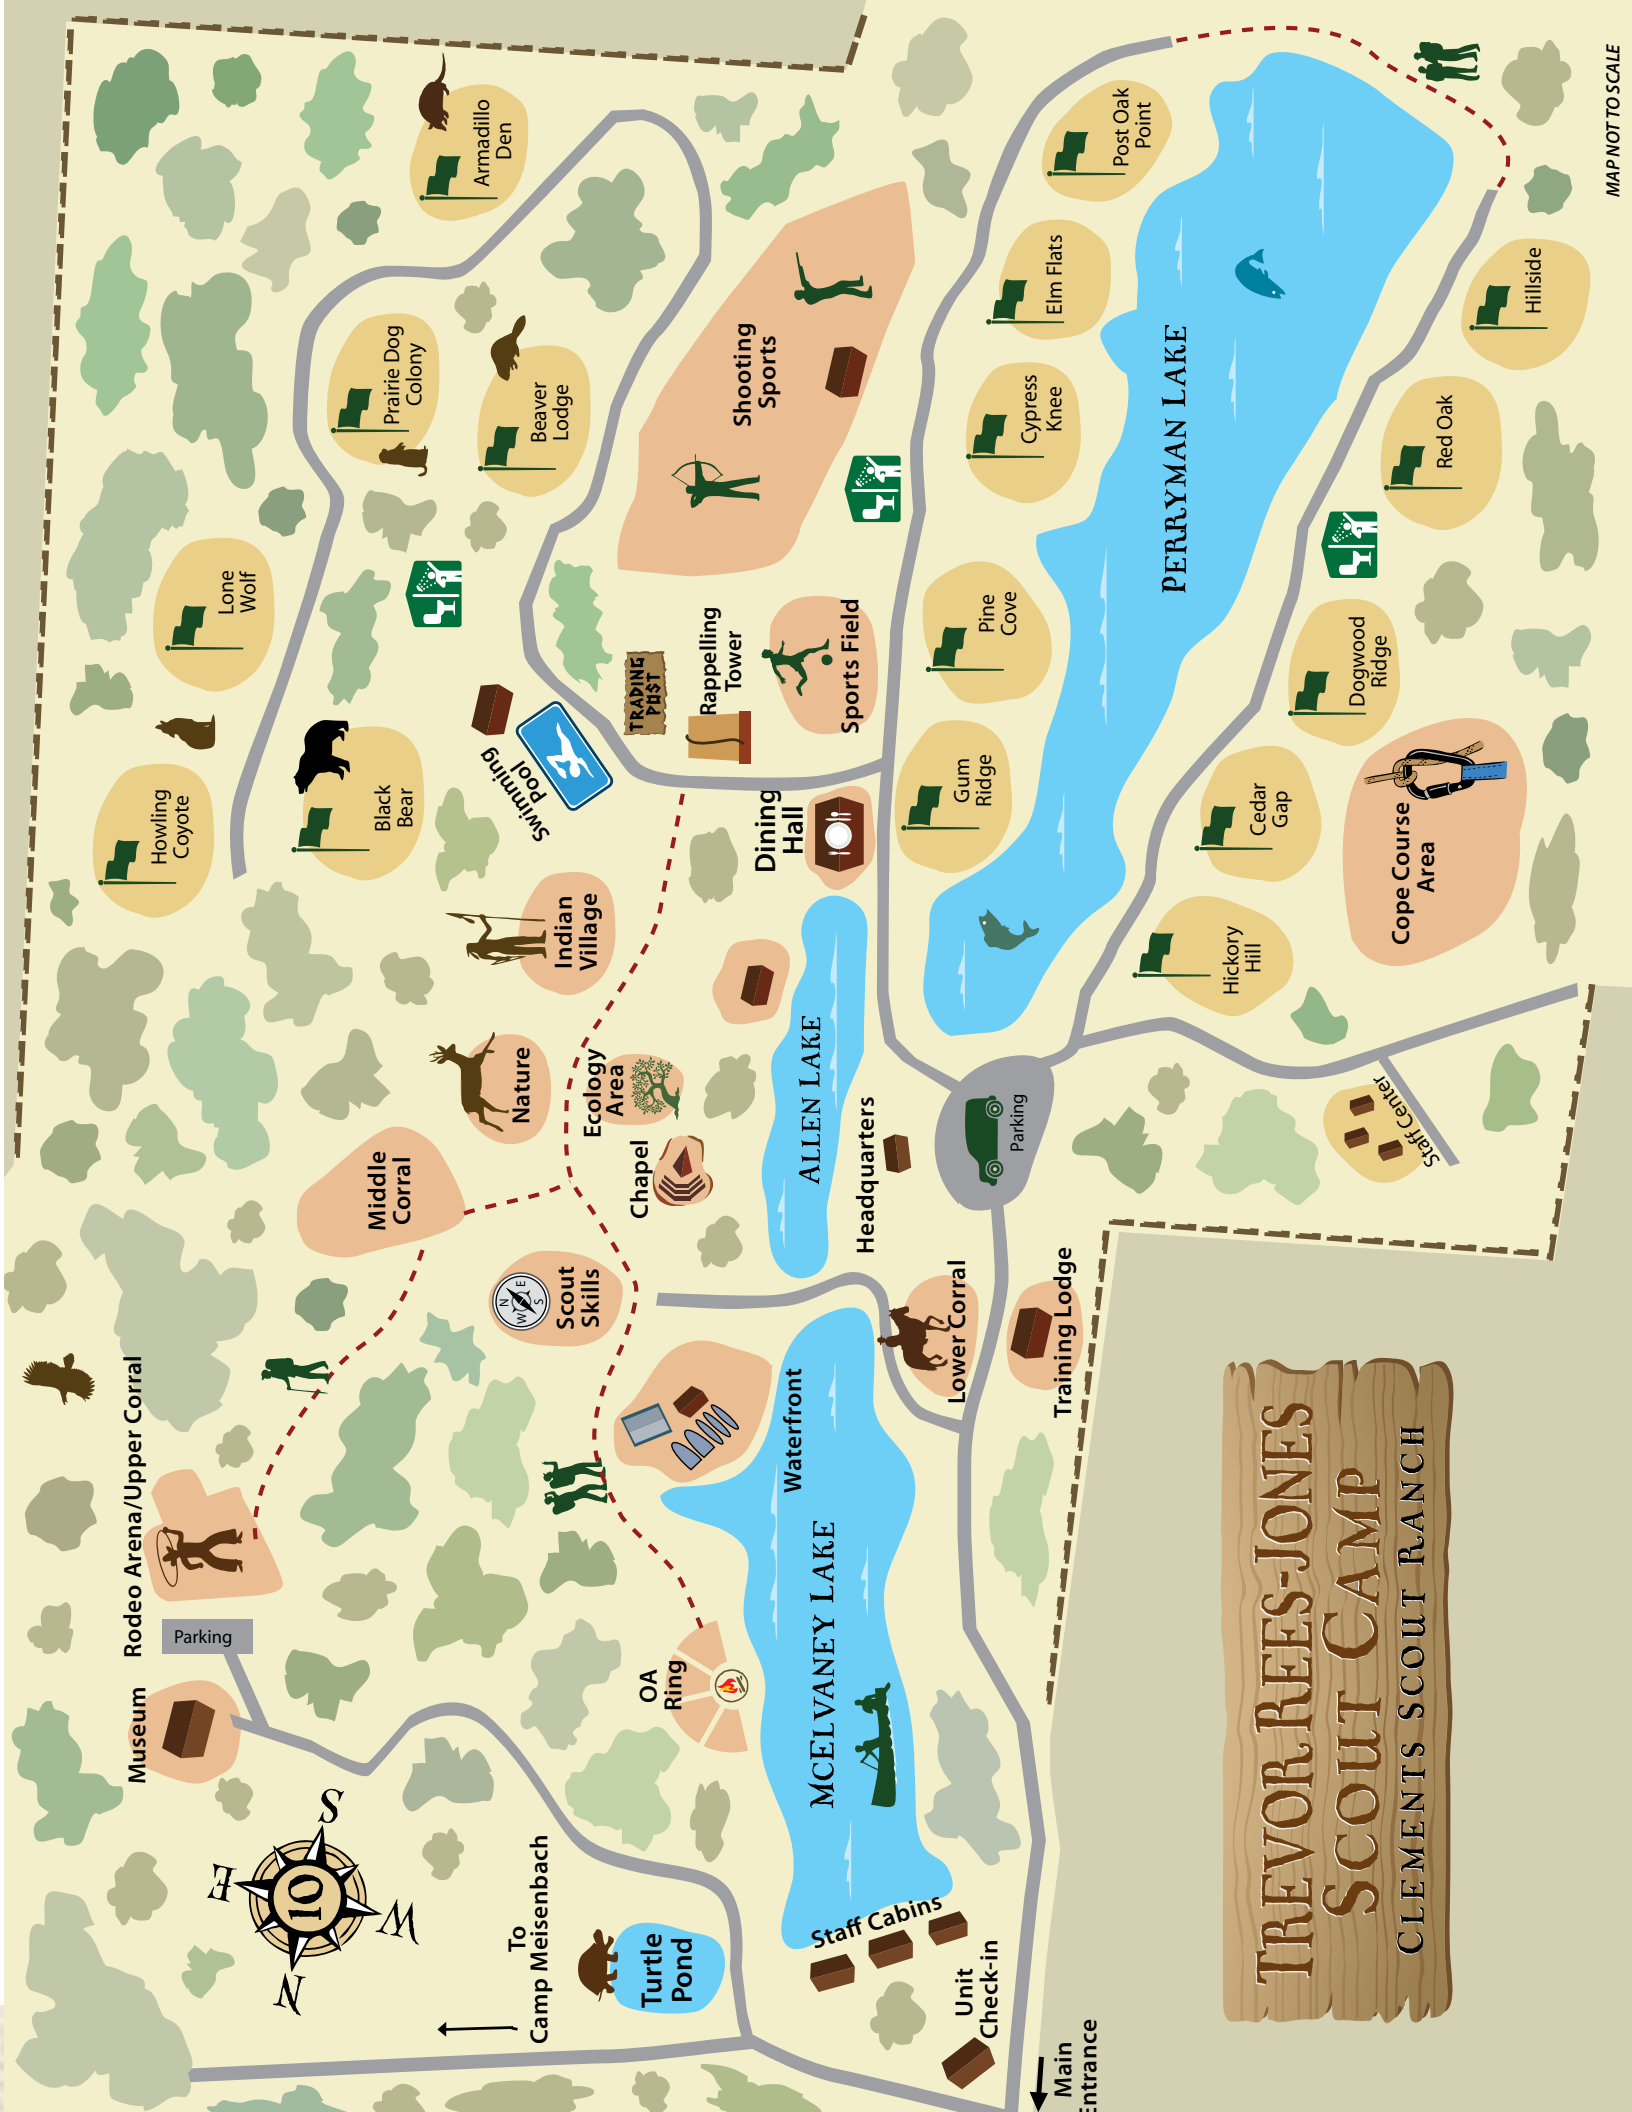 MAP NOT TO SCALE
Armadillo
Den
Prairie Dog
Colony
Beaver
Lodge
Lone
Wolf
Howling
Coyote
Black
Bear
Swimming
Pool
TRADING
POST
Rappelling
Tower
Sports Field
Shooting
Sports
Dining
Hall
Post Oak
Point
Elm Flats
Cypress
Knee
Pine
Cove
Gum
Ridge
PERRYMAN LAKE
Hillside
Red Oak
Dogwood
Ridge
Cedar
Gap
Hickory
Hill
Cope Course
Area
Indian
Village
Nature
Ecology
Area
Chapel
ALLEN LAKE
Headquarters
Parking
Staff Center
Middle
Corral
Scout
Skills
N
E
S
W
Waterfront
Lower Corral
Training Lodge
Rodeo Arena/Upper Corral
Parking
Museum
OA
Ring
MCELVANEY LAKE
N
E
S
W
10
To
Camp Meisenbach
Turtle
Pond
Staff Cabins
Unit
Check-in
Main
Entrance
TREVOR REES-JONES
SCOUT CAMP
CLEMENTS SCOUT RANCH